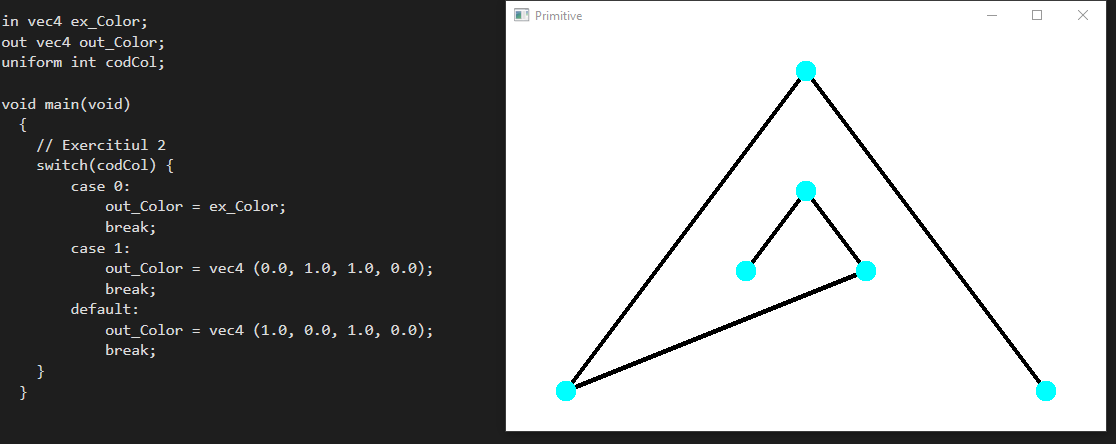 in vec4 ex_Color;
out vec4 out_Color;
uniform int codCol;
void main(void)
{
// Exercitiul 2
switch(codCol) {
case 0:
out_Color = ex_Color;
break;
case 1:
out_Color = vec4 (0.0, 1.0, 1.0, 0.0);
break;
default:
out_Color = vec4 (1.0, 0.0, 1.0, 0.0);
break;
}
}
Primitive